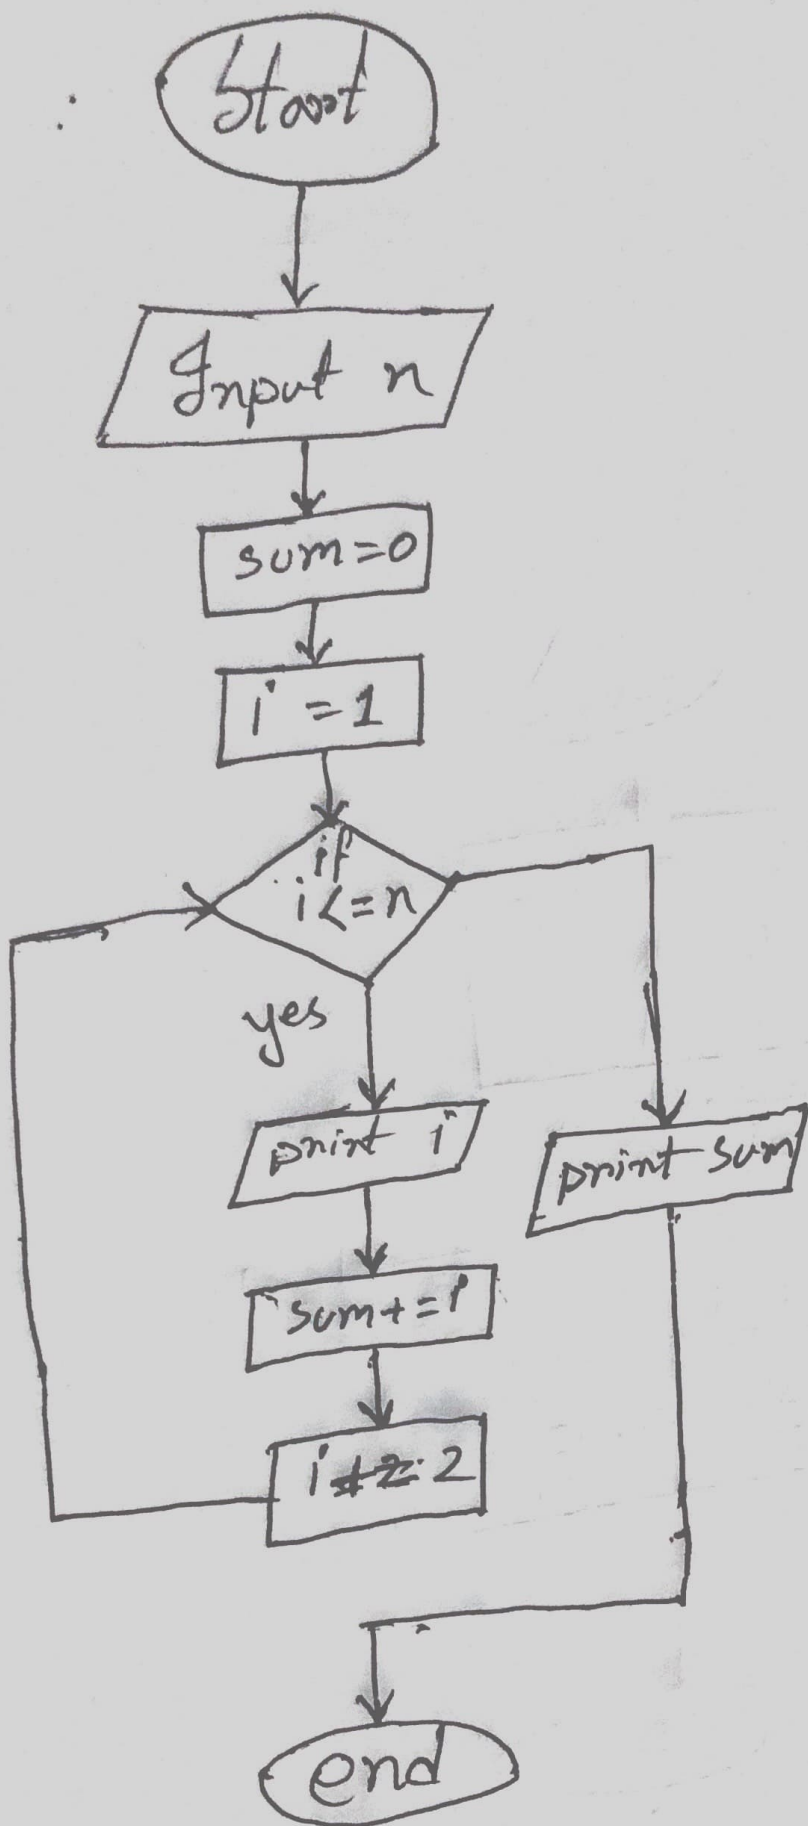 Start
Input n
sum=0
i =1
if
i<=n
yes
print i
print sum
sum+=i
i += 2
end